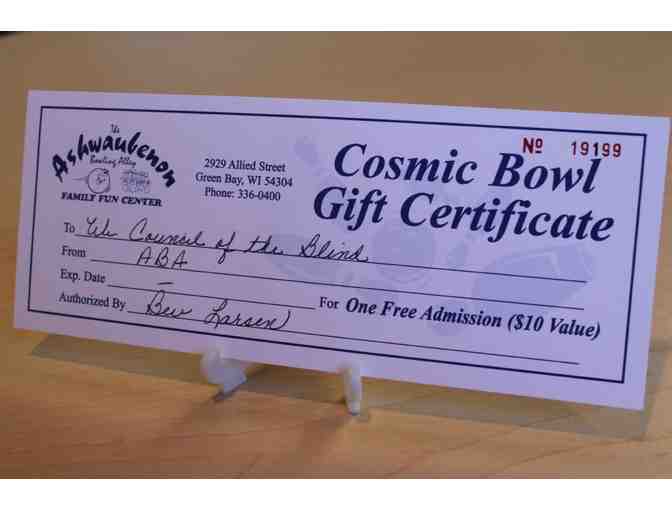 The
Ashwaubenon
Bowling Alley
FAMILY FUN CENTER
2929 Allied Street
Green Bay, WI 54304
Phone: 336-0400
No 19199
Cosmic Bowl
Gift Certificate
To Wi Council of the Blind
From ABA
Exp. Date —
For One Free Admission ($10 Value)
Authorized By Bev Larsen